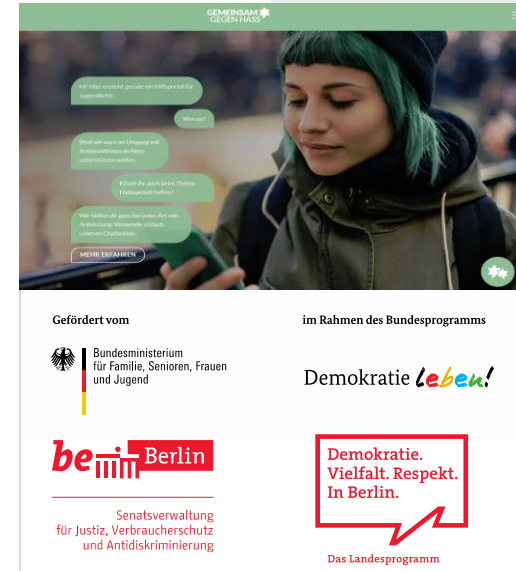 GEMEINSAM
GEGEN HASS
Hi! Hier ensteht gerade ein Hilfsportal für
Jugendliche.
Warum?
Weil wir euch im Umgang mit
Antisemitismus im Netz
unterstützen wollen.
Könnt ihr auch beim Thema
Hatespeech helfen?
Wir helfen dir gern bei jeder Art von
Anfeindung. Verwende einfach
unseren Chatbutton.
MEHR ERFAHREN
Gefördert vom
im Rahmen des Bundesprogramms
Bundesministerium
für Familie, Senioren, Frauen
und Jugend
Demokratie leben!
be Berlin
Demokratie.
Vielfalt. Respekt.
In Berlin.
Senatsverwaltung
für Justiz, Verbraucherschutz
und Antidiskriminierung
Das Landesprogramm